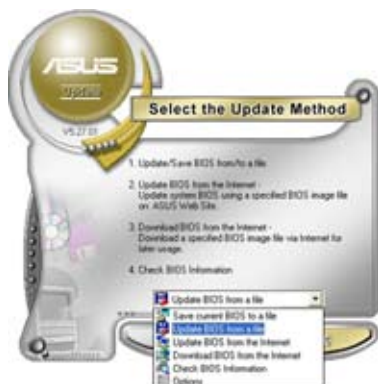 ASUS
Update
V5.27.01
Select the Update Method
1. Update/Save BIOS from/to a file
2. Update BIOS from the Internet -
Update system BIOS using a specified BIOS image file
on ASUS Web Site.
3. Download BIOS from the Internet -
Download a specified BIOS image file via Internet for
later usage.
4. Check BIOS Information
Update BIOS from a file
Save current BIOS to a file
Update BIOS from a file
Update BIOS from the Internet
Download BIOS from the Internet
Check BIOS Information
Options